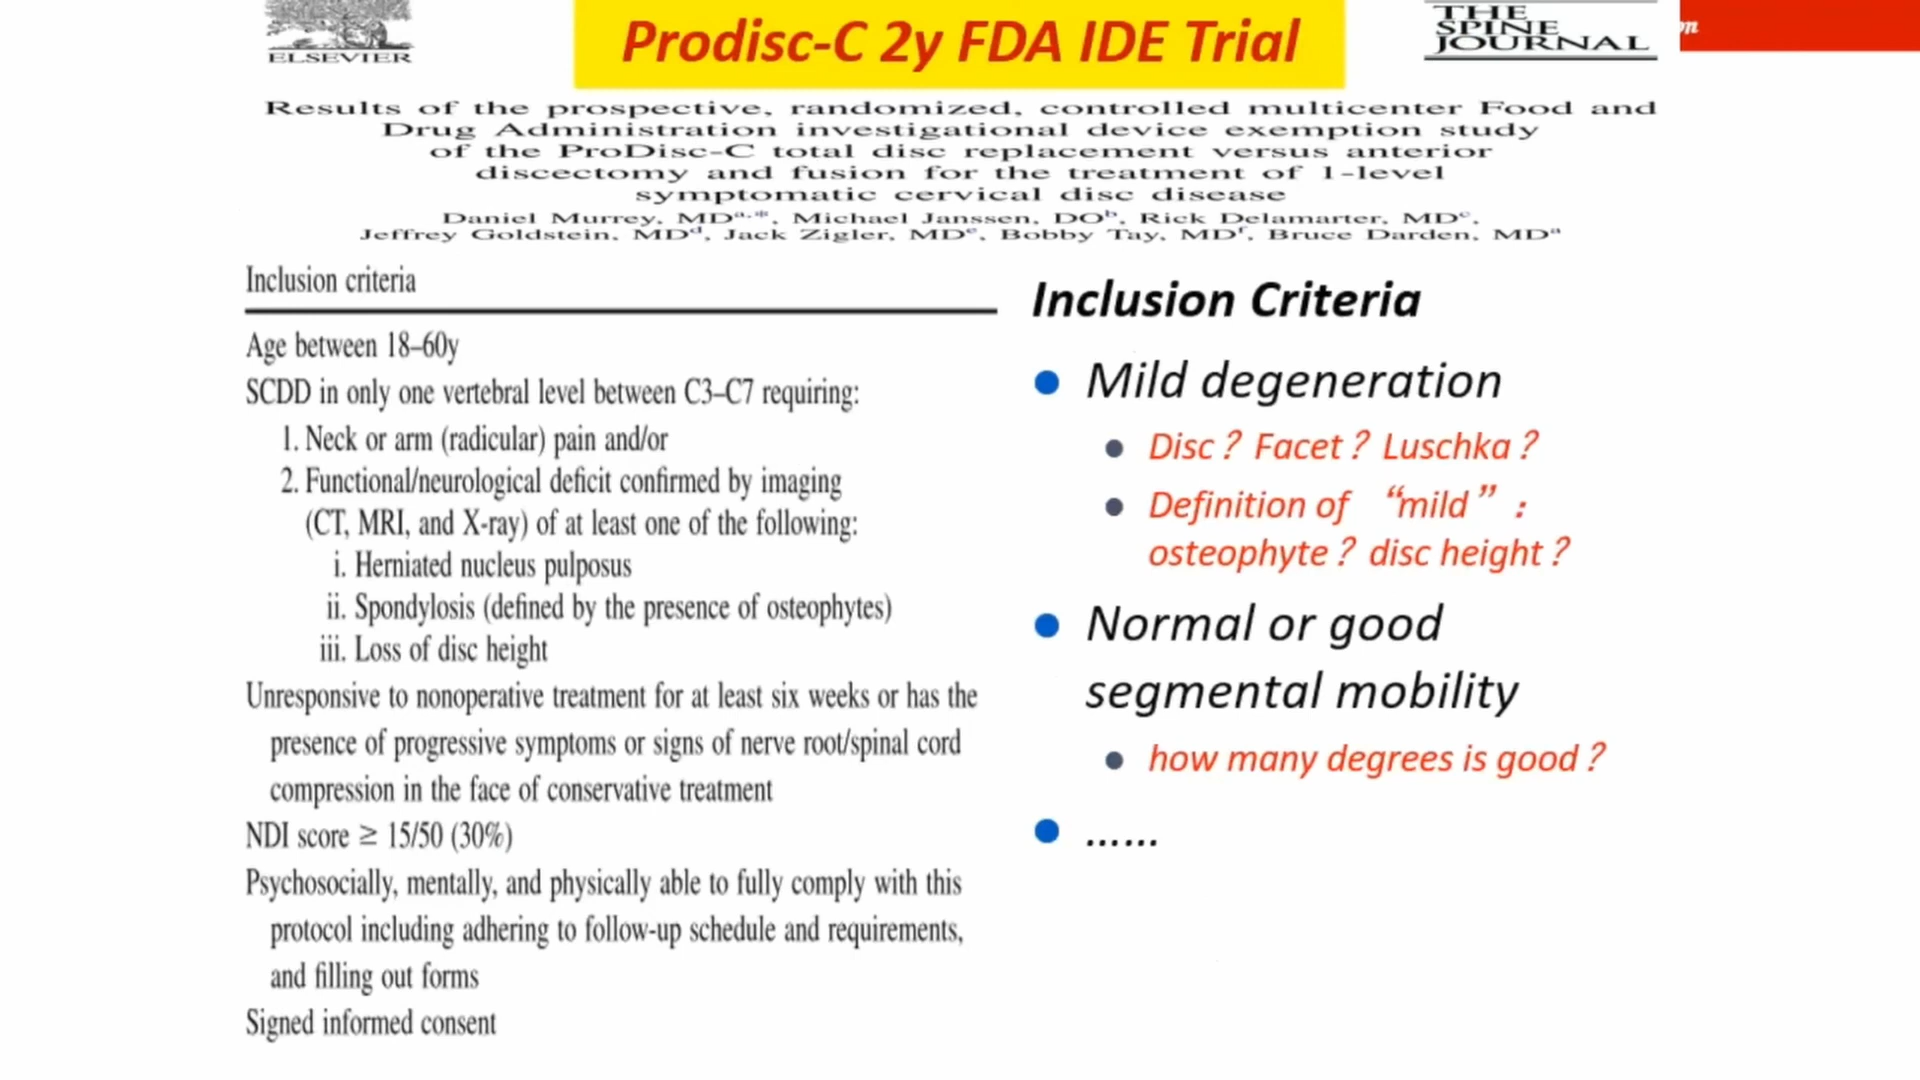 ELSEVIER
Prodisc-C 2y FDA IDE Trial
THE
SPINE
JOURNAL
on
Results of the prospective, randomized, controlled multicenter Food and
Drug Administration investigational device exemption study
of the ProDisc-C total disc replacement versus anterior
discectomy and fusion for the treatment of 1-level
symptomatic cervical disc disease
Daniel Murrey, MDa,*, Michael Janssen, DOb, Rick Delamarter, MDc,
Jeffrey Goldstein, MDd, Jack Zigler, MDe, Bobby Tay, MDf, Bruce Darden, MDa
Inclusion criteria
Age between 18–60y
SCDD in only one vertebral level between C3–C7 requiring:
1. Neck or arm (radicular) pain and/or
2. Functional/neurological deficit confirmed by imaging
(CT, MRI, and X-ray) of at least one of the following:
i. Herniated nucleus pulposus
ii. Spondylosis (defined by the presence of osteophytes)
iii. Loss of disc height
Unresponsive to nonoperative treatment for at least six weeks or has the
presence of progressive symptoms or signs of nerve root/spinal cord
compression in the face of conservative treatment
NDI score ≥ 15/50 (30%)
Psychosocially, mentally, and physically able to fully comply with this
protocol including adhering to follow-up schedule and requirements,
and filling out forms
Signed informed consent
Inclusion Criteria
● Mild degeneration
● Disc？Facet？Luschka？
● Definition of “mild”：
osteophyte？disc height？
● Normal or good
segmental mobility
● how many degrees is good？
● ……